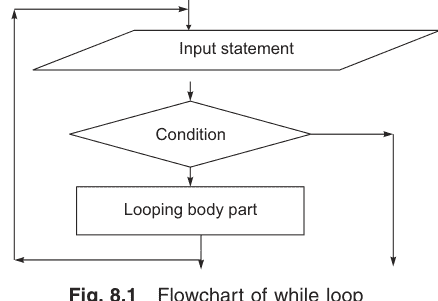 Input statement
Condition
Looping body part
Fig. 8.1 Flowchart of while loop